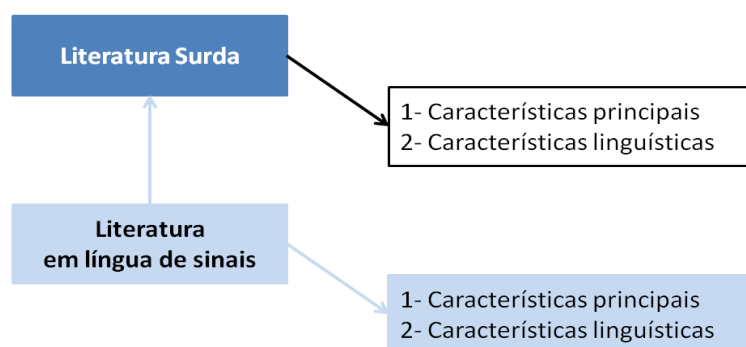 Literatura Surda
1- Características principais
2- Características linguísticas
Literatura
em língua de sinais
1- Características principais
2- Características linguísticas